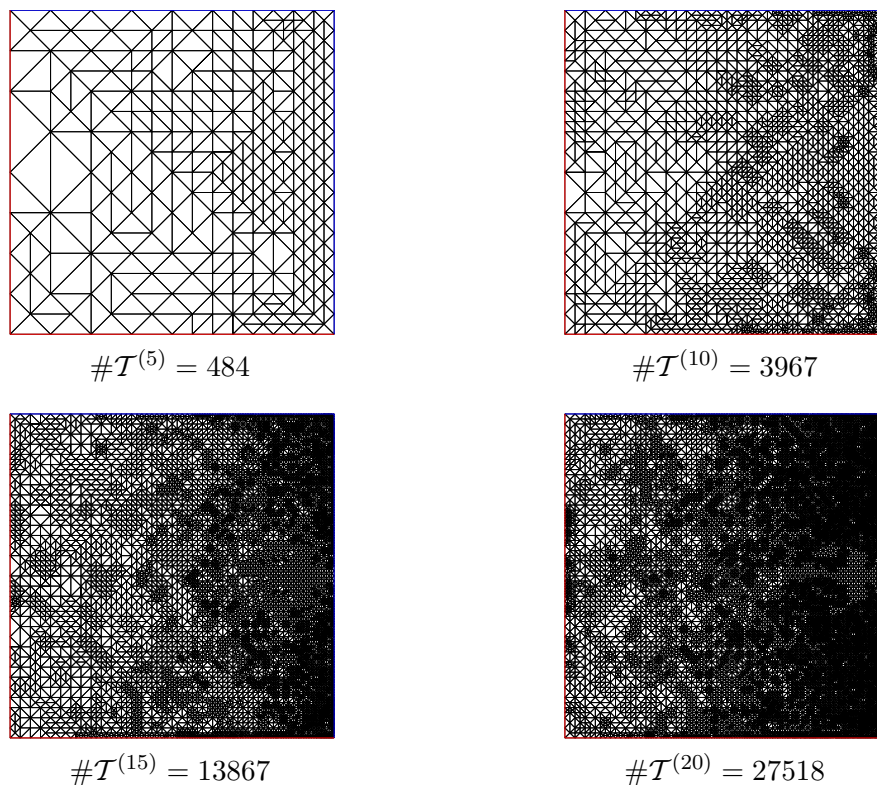 #𝒯^(5) = 484
#𝒯^(10) = 3967
#𝒯^(15) = 13867
#𝒯^(20) = 27518